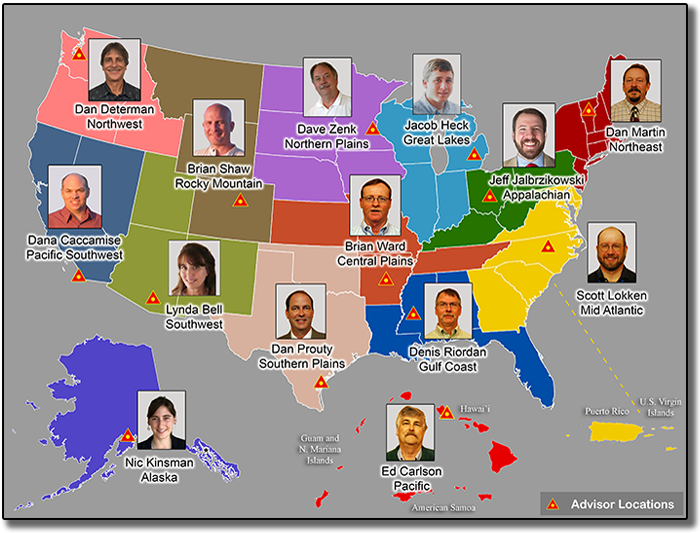 Dan Determan
Northwest
Dave Zenk
Northern Plains
Jacob Heck
Great Lakes
Dan Martin
Northeast
Brian Shaw
Rocky Mountain
Jeff Jalbrzikowski
Appalachian
Dana Caccamise
Pacific Southwest
Brian Ward
Central Plains
Lynda Bell
Southwest
Scott Lokken
Mid Atlantic
Dan Prouty
Southern Plains
Denis Riordan
Gulf Coast
Nic Kinsman
Alaska
Guam and
N. Mariana
Islands
Hawai'i
Ed Carlson
Pacific
American Samoa
Puerto Rico
U.S. Virgin
Islands
Advisor Locations